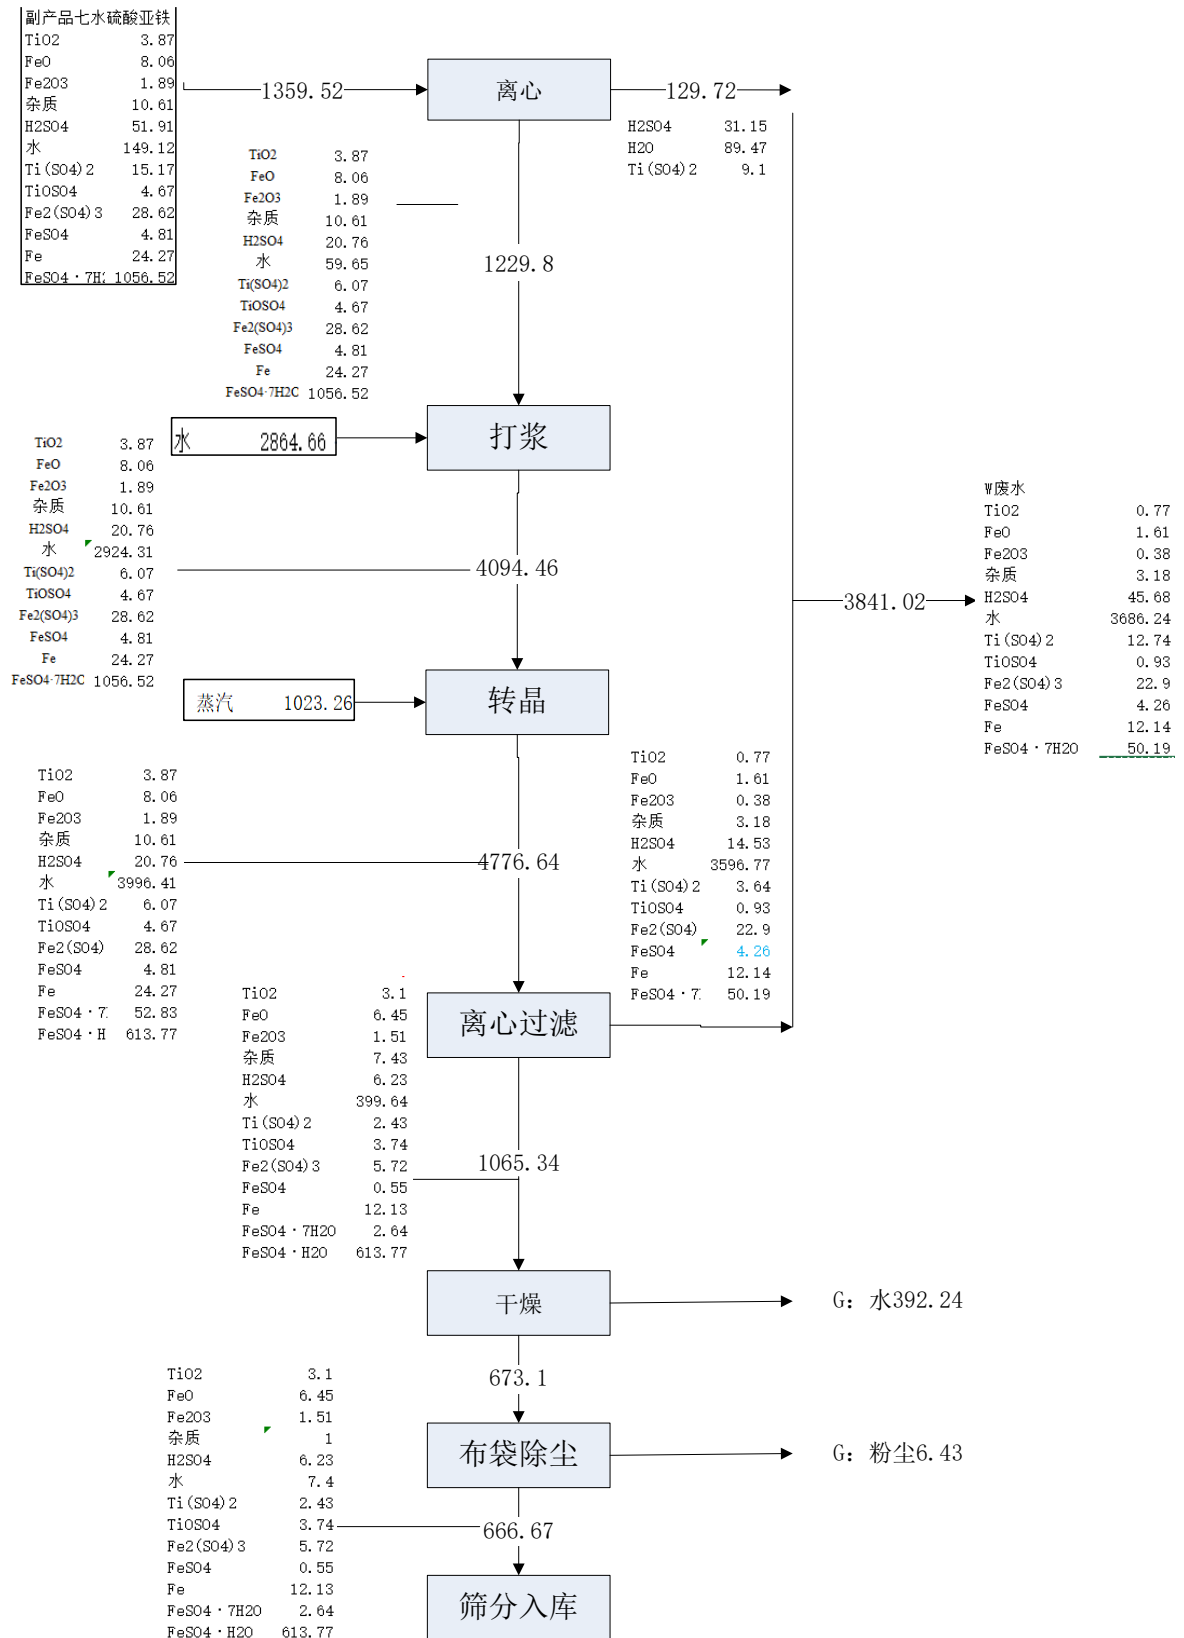 副产品七水硫酸亚铁
TiO2 3.87
FeO 8.06
Fe2O3 1.89
杂质 10.61
H2SO4 51.91
水 149.12
Ti(SO4)2 15.17
TiOSO4 4.67
Fe2(SO4)3 28.62
FeSO4 4.81
Fe 24.27
FeSO4·7H 1056.52
1359.52
离心
129.72
H2SO4 31.15
H2O 89.47
Ti(SO4)2 9.1
TiO2 3.87
FeO 8.06
Fe2O3 1.89
杂质 10.61
H2SO4 20.76
水 59.65
Ti(SO4)2 6.07
TiOSO4 4.67
Fe2(SO4)3 28.62
FeSO4 4.81
Fe 24.27
FeSO4·7H2C 1056.52
1229.8
水 2864.66
打浆
TiO2 3.87
FeO 8.06
Fe2O3 1.89
杂质 10.61
H2SO4 20.76
水 2924.31
Ti(SO4)2 6.07
TiOSO4 4.67
Fe2(SO4)3 28.62
FeSO4 4.81
Fe 24.27
FeSO4·7H2C 1056.52
4094.46
蒸汽 1023.26
转晶
3841.02
W废水
TiO2 0.77
FeO 1.61
Fe2O3 0.38
杂质 3.18
H2SO4 45.68
水 3686.24
Ti(SO4)2 12.74
TiOSO4 0.93
Fe2(SO4)3 22.9
FeSO4 4.26
Fe 12.14
FeSO4·7H2O 50.19
TiO2 3.87
FeO 8.06
Fe2O3 1.89
杂质 10.61
H2SO4 20.76
水 3996.41
Ti(SO4)2 6.07
TiOSO4 4.67
Fe2(SO4) 28.62
FeSO4 4.81
Fe 24.27
FeSO4·7 52.83
FeSO4·H 613.77
4776.64
TiO2 0.77
FeO 1.61
Fe2O3 0.38
杂质 3.18
H2SO4 14.53
水 3596.77
Ti(SO4)2 3.64
TiOSO4 0.93
Fe2(SO4) 22.9
FeSO4 4.26
Fe 12.14
FeSO4·7 50.19
离心过滤
TiO2 3.1
FeO 6.45
Fe2O3 1.51
杂质 7.43
H2SO4 6.23
水 399.64
Ti(SO4)2 2.43
TiOSO4 3.74
Fe2(SO4)3 5.72
FeSO4 0.55
Fe 12.13
FeSO4·7H2O 2.64
FeSO4·H2O 613.77
1065.34
干燥
G: 水392.24
673.1
布袋除尘
G: 粉尘6.43
TiO2 3.1
FeO 6.45
Fe2O3 1.51
杂质 1
H2SO4 6.23
水 7.4
Ti(SO4)2 2.43
TiOSO4 3.74
Fe2(SO4)3 5.72
FeSO4 0.55
Fe 12.13
FeSO4·7H2O 2.64
FeSO4·H2O 613.77
666.67
筛分入库